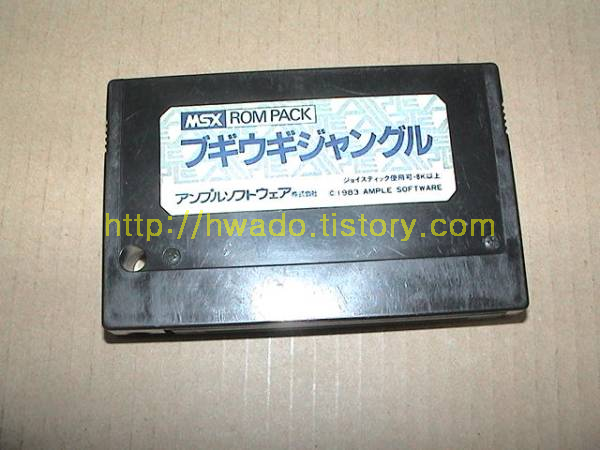 MSX ROM PACK
ブギウギジャングル
ジョイスティック使用可・8K以上
アンプルソフトウェア株式会社 C 1983 AMPLE SOFTWARE
http://hwado.tistory.com